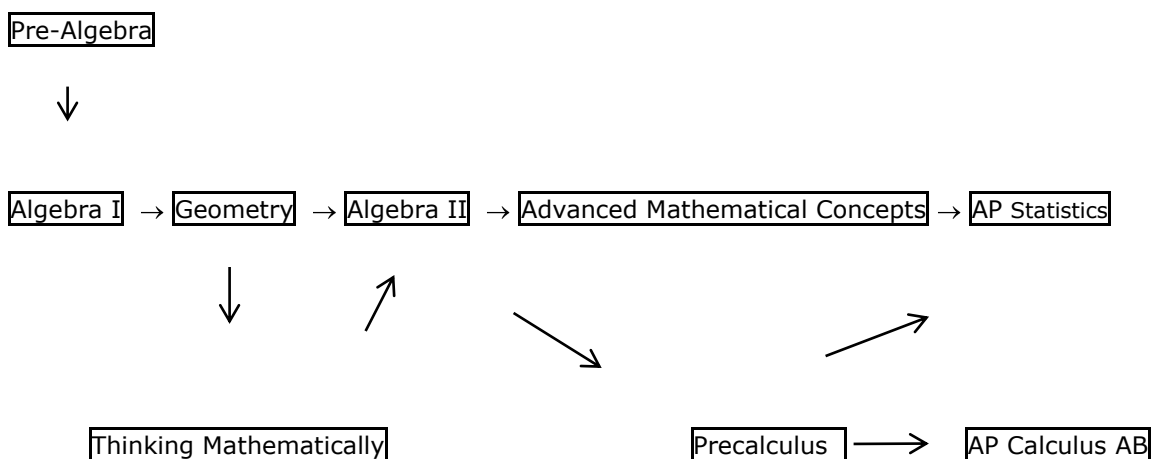 Pre-Algebra
Algebra I → Geometry → Algebra II → Advanced Mathematical Concepts → AP Statistics
Thinking Mathematically Precalculus AP Calculus AB